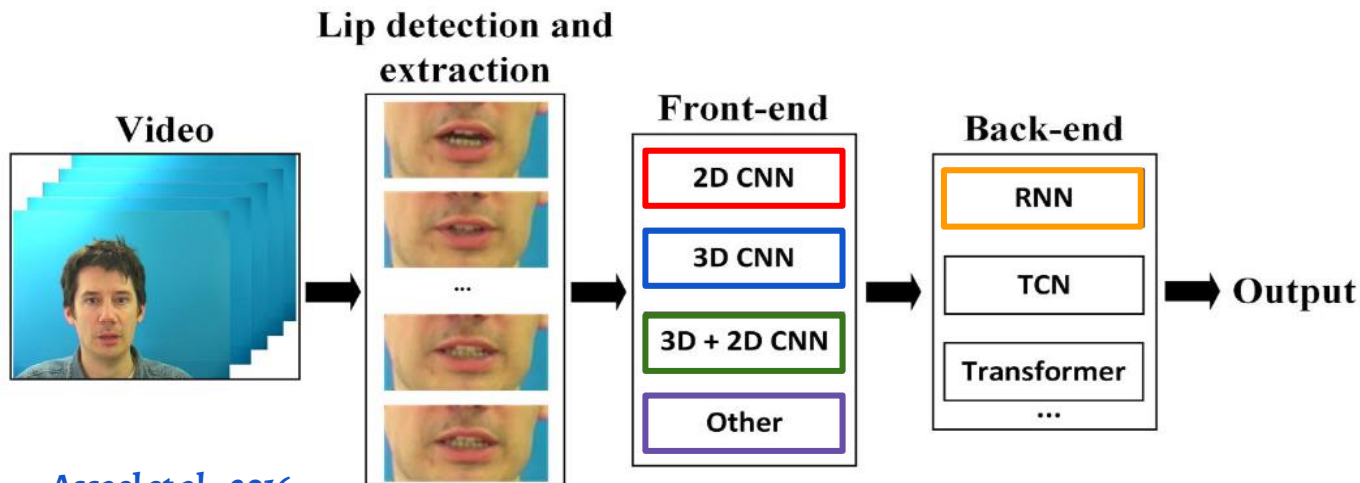 Lip detection and
extraction
Video
Front-end
Back-end
2D CNN
3D CNN
3D + 2D CNN
Other
...
RNN
TCN
Transformer
...
Output